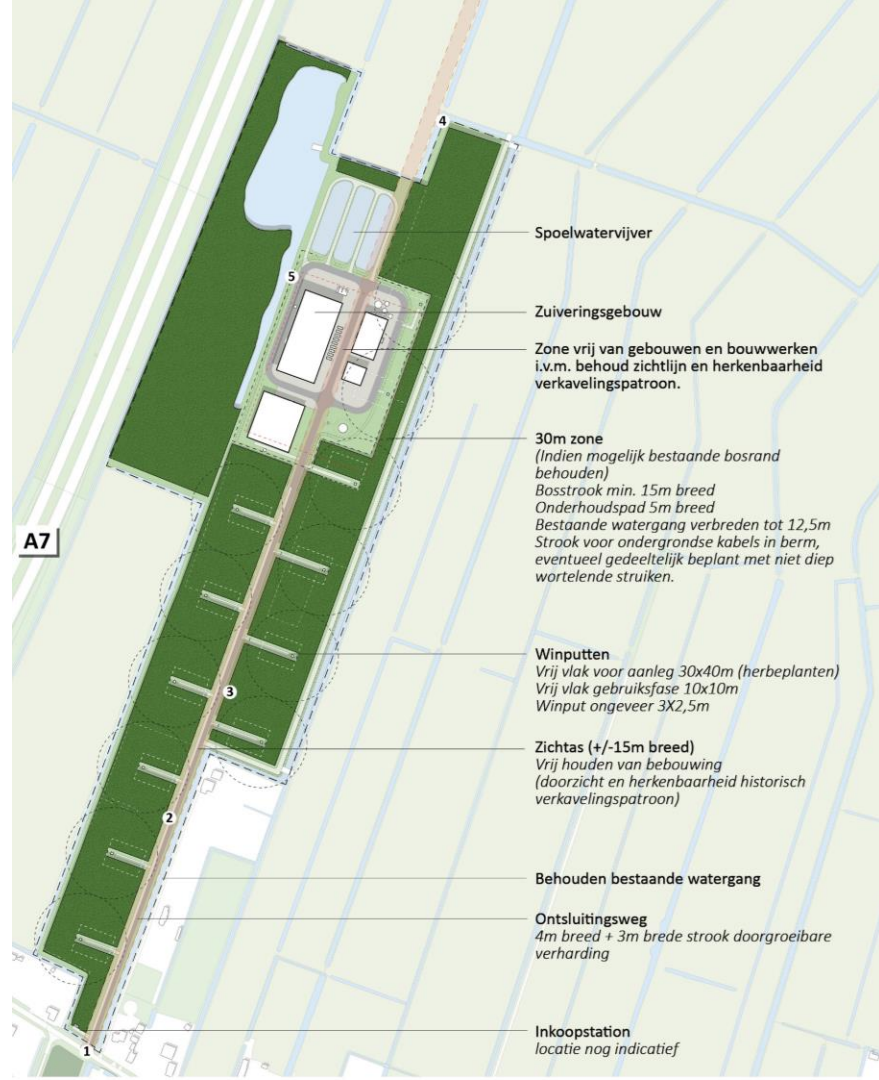 4
Spoelwatervijver
5
Zuiveringsgebouw
Zone vrij van gebouwen en bouwwerken
i.v.m. behoud zichtlijn en herkenbaarheid
verkavelingspatroon.
30m zone
(Indien mogelijk bestaande bosrand
behouden)
Bosstrook min. 15m breed
Onderhoudspad 5m breed
Bestaande watergang verbreden tot 12,5m
Strook voor ondergrondse kabels in berm,
eventueel gedeeltelijk beplant met niet diep
wortelende struiken.
A7
Winputten
Vrij vlak voor aanleg 30x40m (herbeplanten)
Vrij vlak gebruiksfase 10x10m
Winput ongeveer 3X2,5m
3
Zichtas (+/-15m breed)
Vrij houden van bebouwing
(doorzicht en herkenbaarheid historisch
verkavelingspatroon)
2
Behouden bestaande watergang
Ontsluitingsweg
4m breed + 3m brede strook doorgroeibare
verharding
Inkoopstation
locatie nog indicatief
1